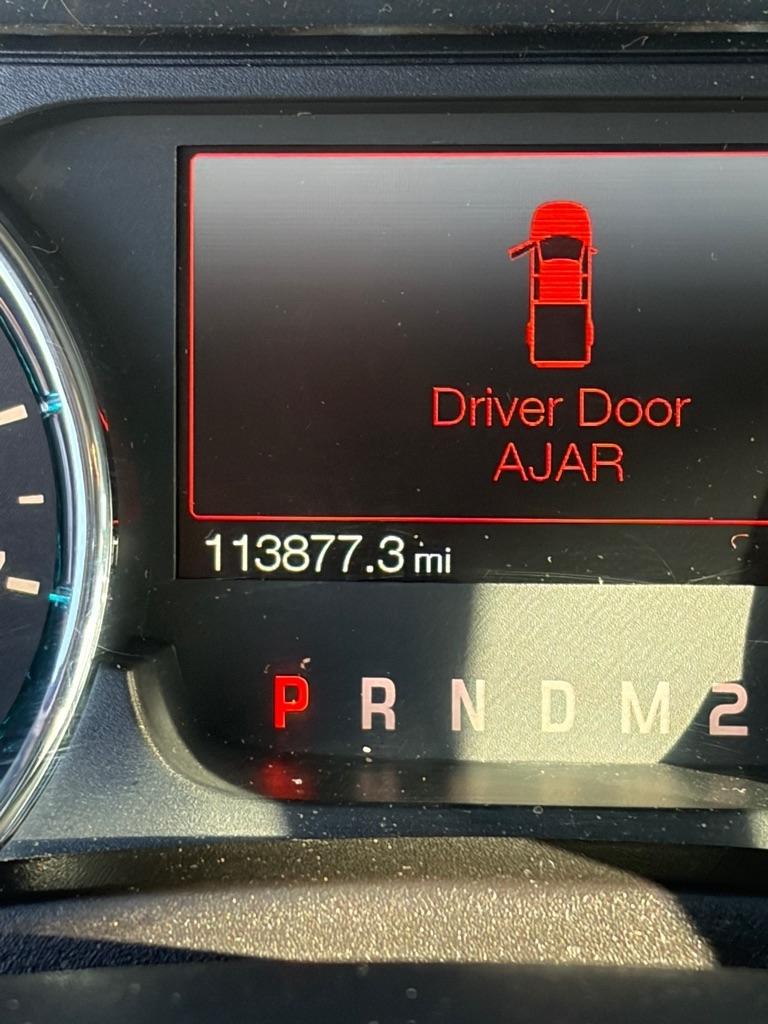 Driver Door
AJAR
113877.3 mi
P R N D M 2